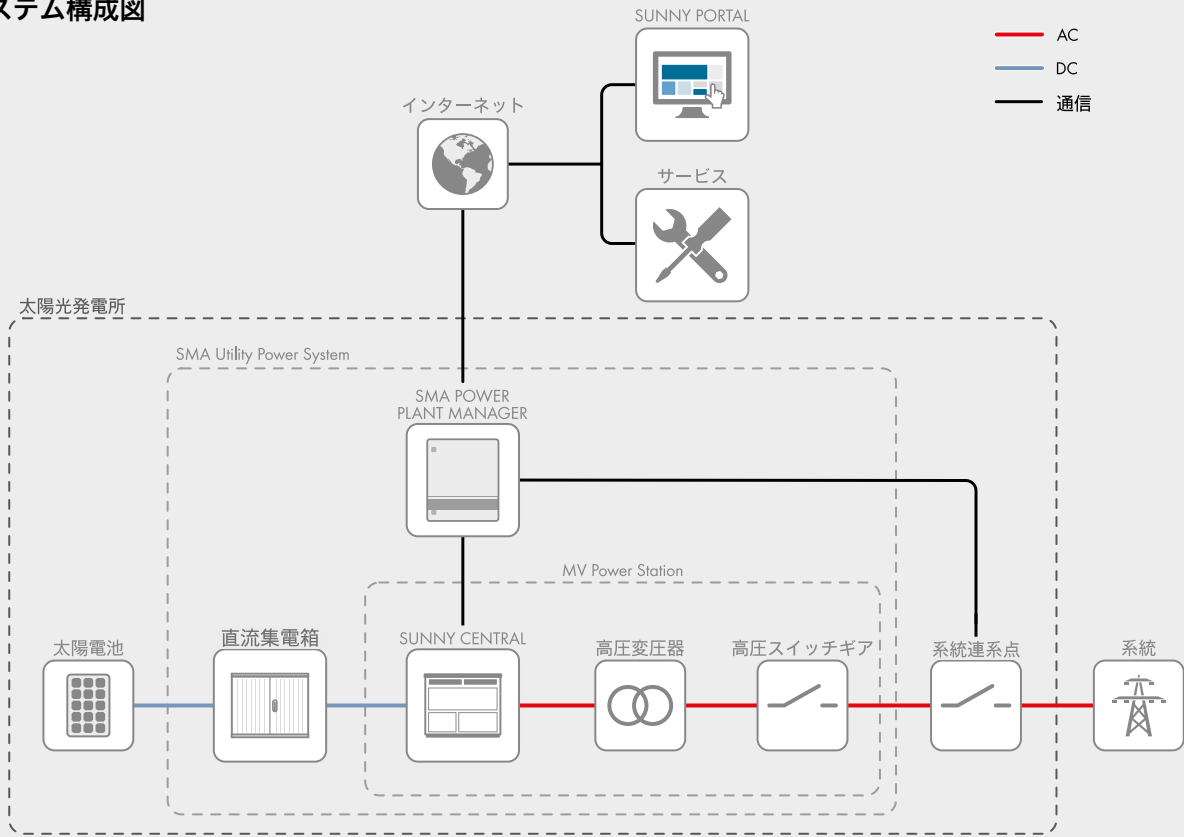 ステム構成図
SUNNY PORTAL
AC
DC
通信
インターネット
サービス
太陽光発電所
SMA Utility Power System
SMA POWER
PLANT MANAGER
MV Power Station
太陽電池
直流集電箱
SUNNY CENTRAL
高圧変圧器
高圧スイッチギア
系統連系点
系統